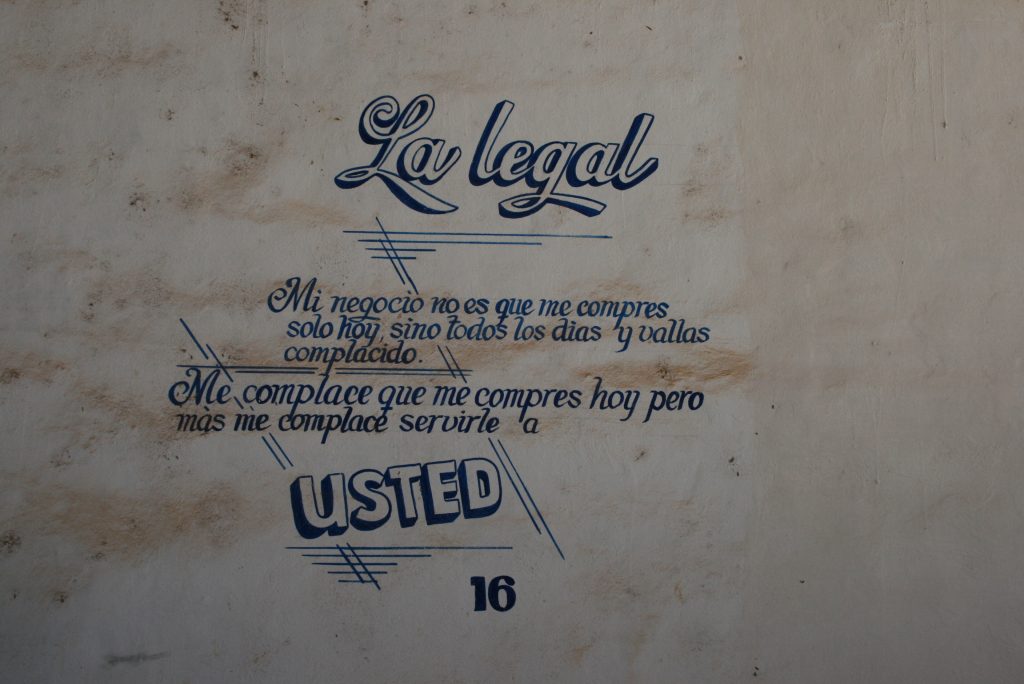 La legal
Mi negocio no es que me compres
solo hoy, sino todos los dias y vallas
complacido.
Me complace que me compres hoy pero
màs me complace servirle a
USTED
16